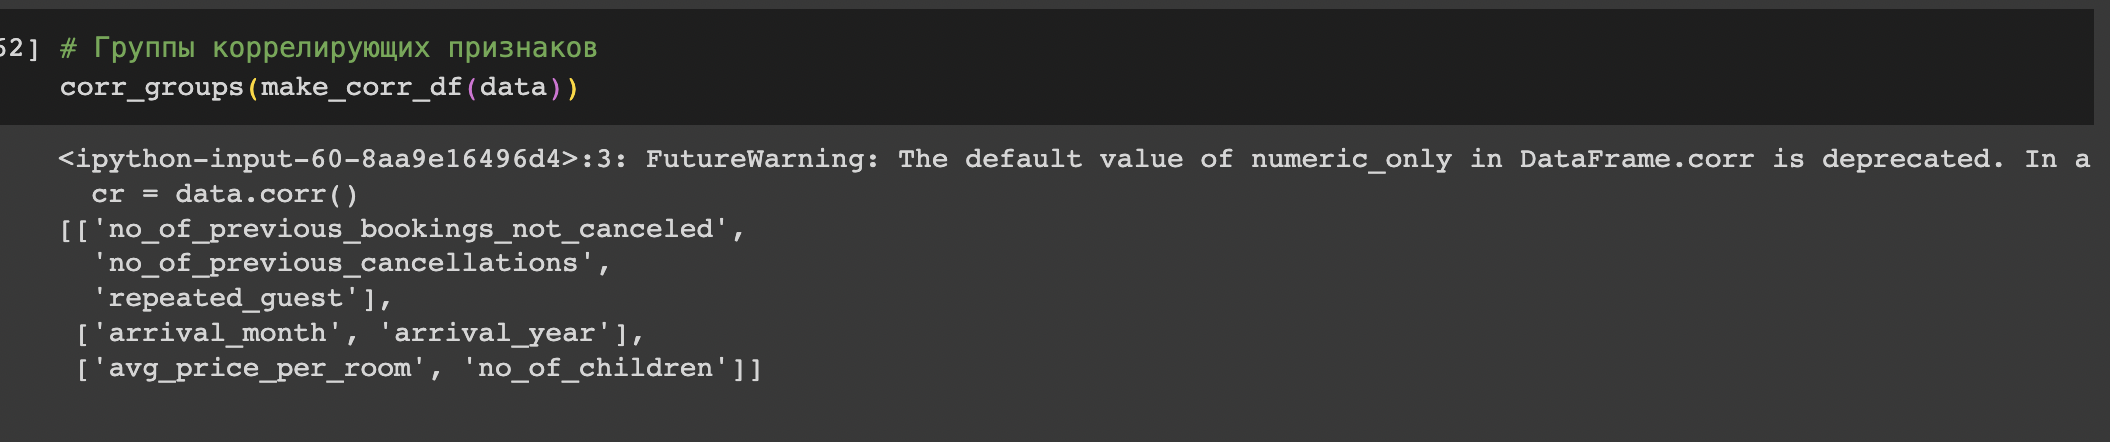 52] # Группы коррелирующих признаков
corr_groups(make_corr_df(data))
<ipython-input-60-8aa9e16496d4>:3: FutureWarning: The default value of numeric_only in DataFrame.corr is deprecated. In a
cr = data.corr()
[['no_of_previous_bookings_not_canceled',
'no_of_previous_cancellations',
'repeated_guest'],
['arrival_month', 'arrival_year'],
['avg_price_per_room', 'no_of_children']]